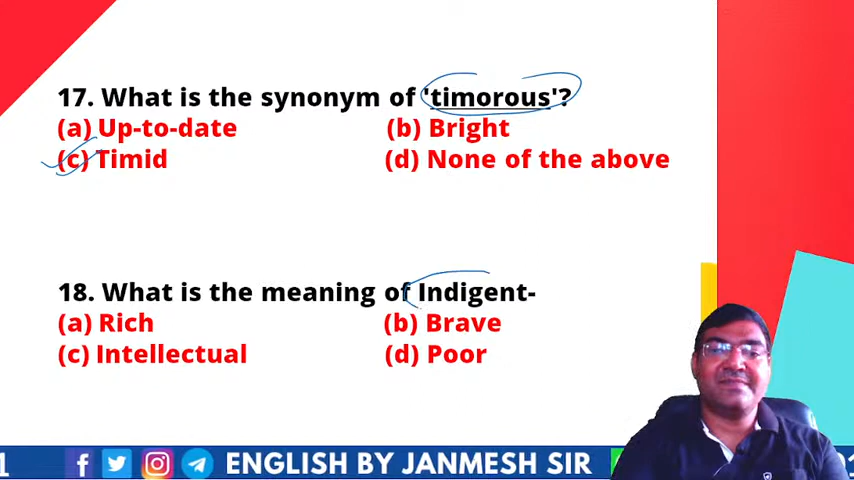 17. What is the synonym of 'timorous'?
(a) Up-to-date (b) Bright
(c) Timid (d) None of the above
18. What is the meaning of Indigent-
(a) Rich (b) Brave
(c) Intellectual (d) Poor
1 ENGLISH BY JANMESH SIR